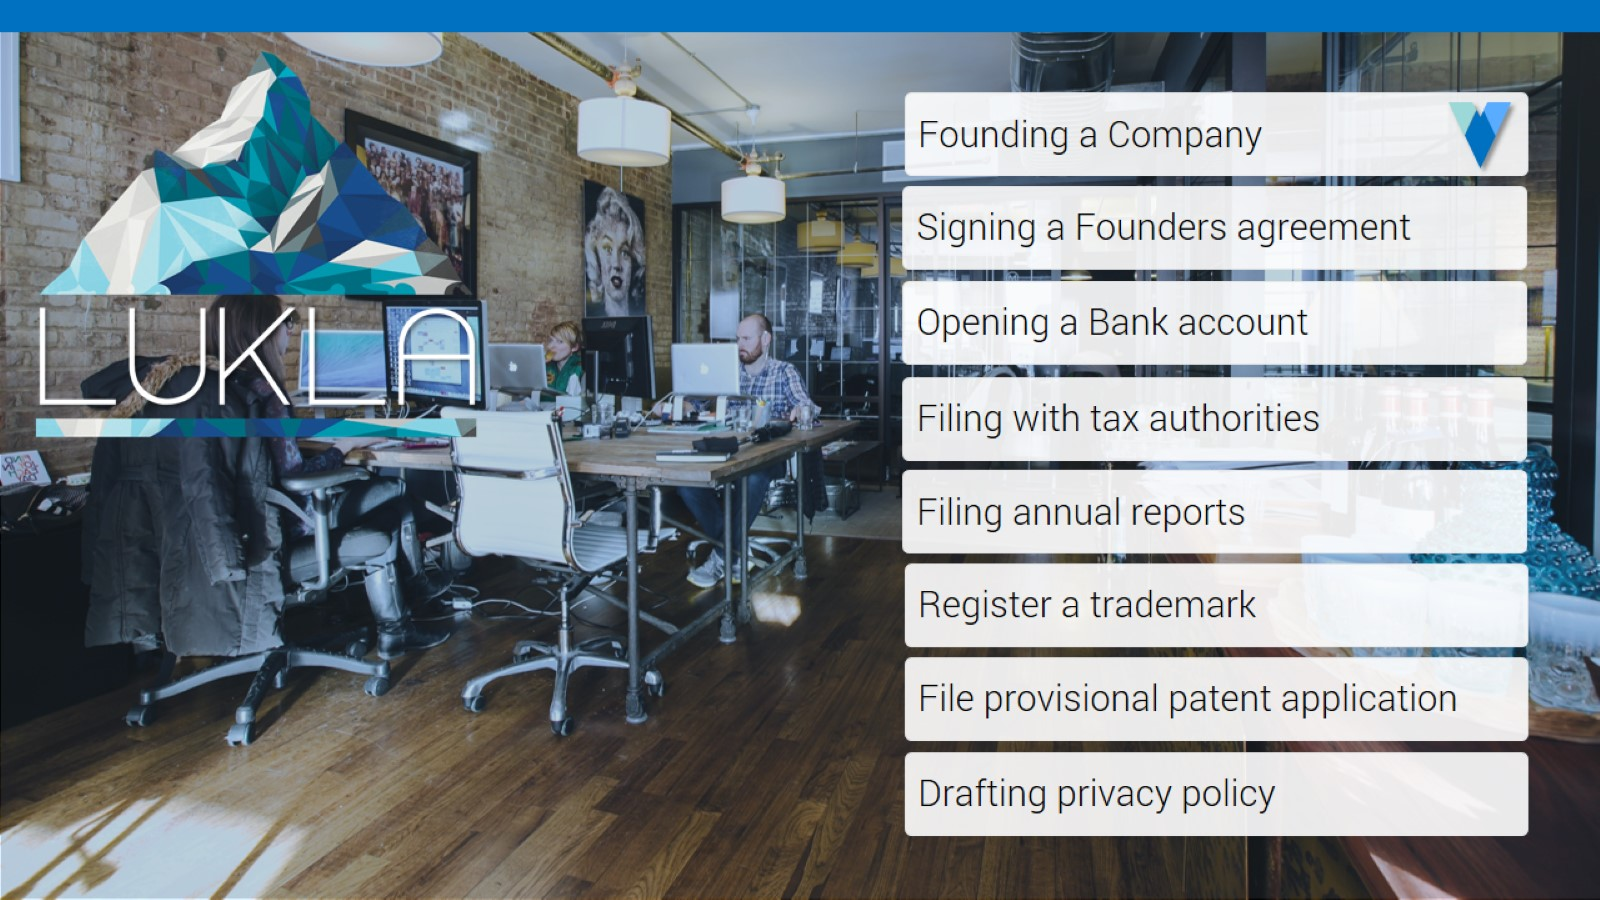 LUKLA
Founding a Company
Signing a Founders agreement
Opening a Bank account
Filing with tax authorities
Filing annual reports
Register a trademark
File provisional patent application
Drafting privacy policy